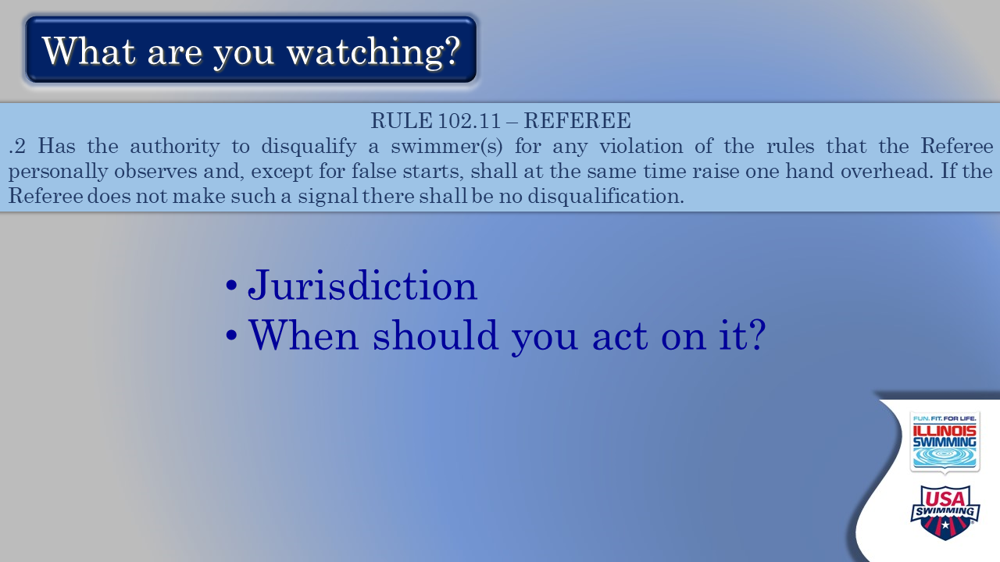 What are you watching?
RULE 102.11 – REFEREE
.2 Has the authority to disqualify a swimmer(s) for any violation of the rules that the Referee
personally observes and, except for false starts, shall at the same time raise one hand overhead. If the
Referee does not make such a signal there shall be no disqualification.
• Jurisdiction
• When should you act on it?
FUN. FIT. FOR LIFE.
ILLINOIS
SWIMMING
USA
SWIMMING